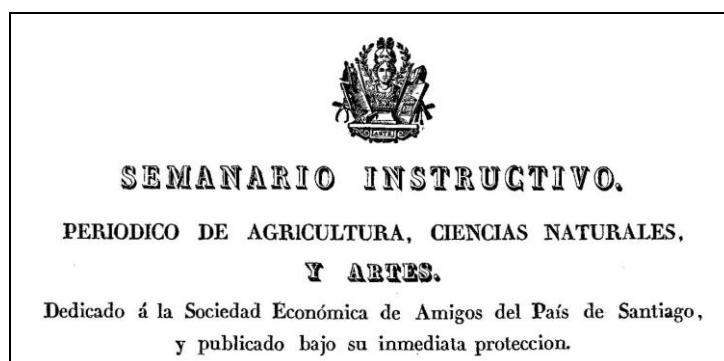 ARTES
SEMANARIO INSTRUCTIVO.
PERIODICO DE AGRICULTURA, CIENCIAS NATURALES,
Y ARTES.
Dedicado á la Sociedad Económica de Amigos del País de Santiago,
y publicado bajo su inmediata proteccion.